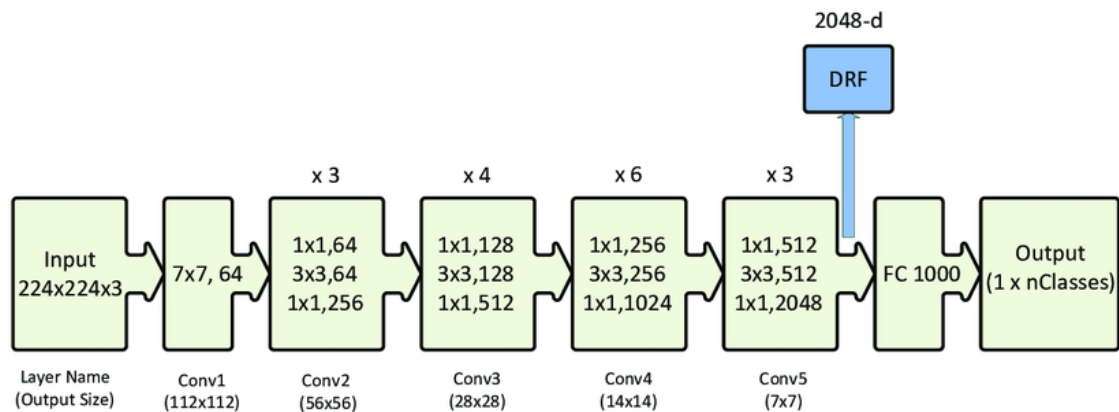 2048-d
DRF
x 3
x 4
x 6
x 3
Input
224x224x3
7x7, 64
1x1,64
3x3,64
1x1,256
1x1,128
3x3,128
1x1,512
1x1,256
3x3,256
1x1,1024
1x1,512
3x3,512
1x1,2048
FC 1000
Output
(1 x nClasses)
Layer Name
(Output Size)
Conv1
(112x112)
Conv2
(56x56)
Conv3
(28x28)
Conv4
(14x14)
Conv5
(7x7)